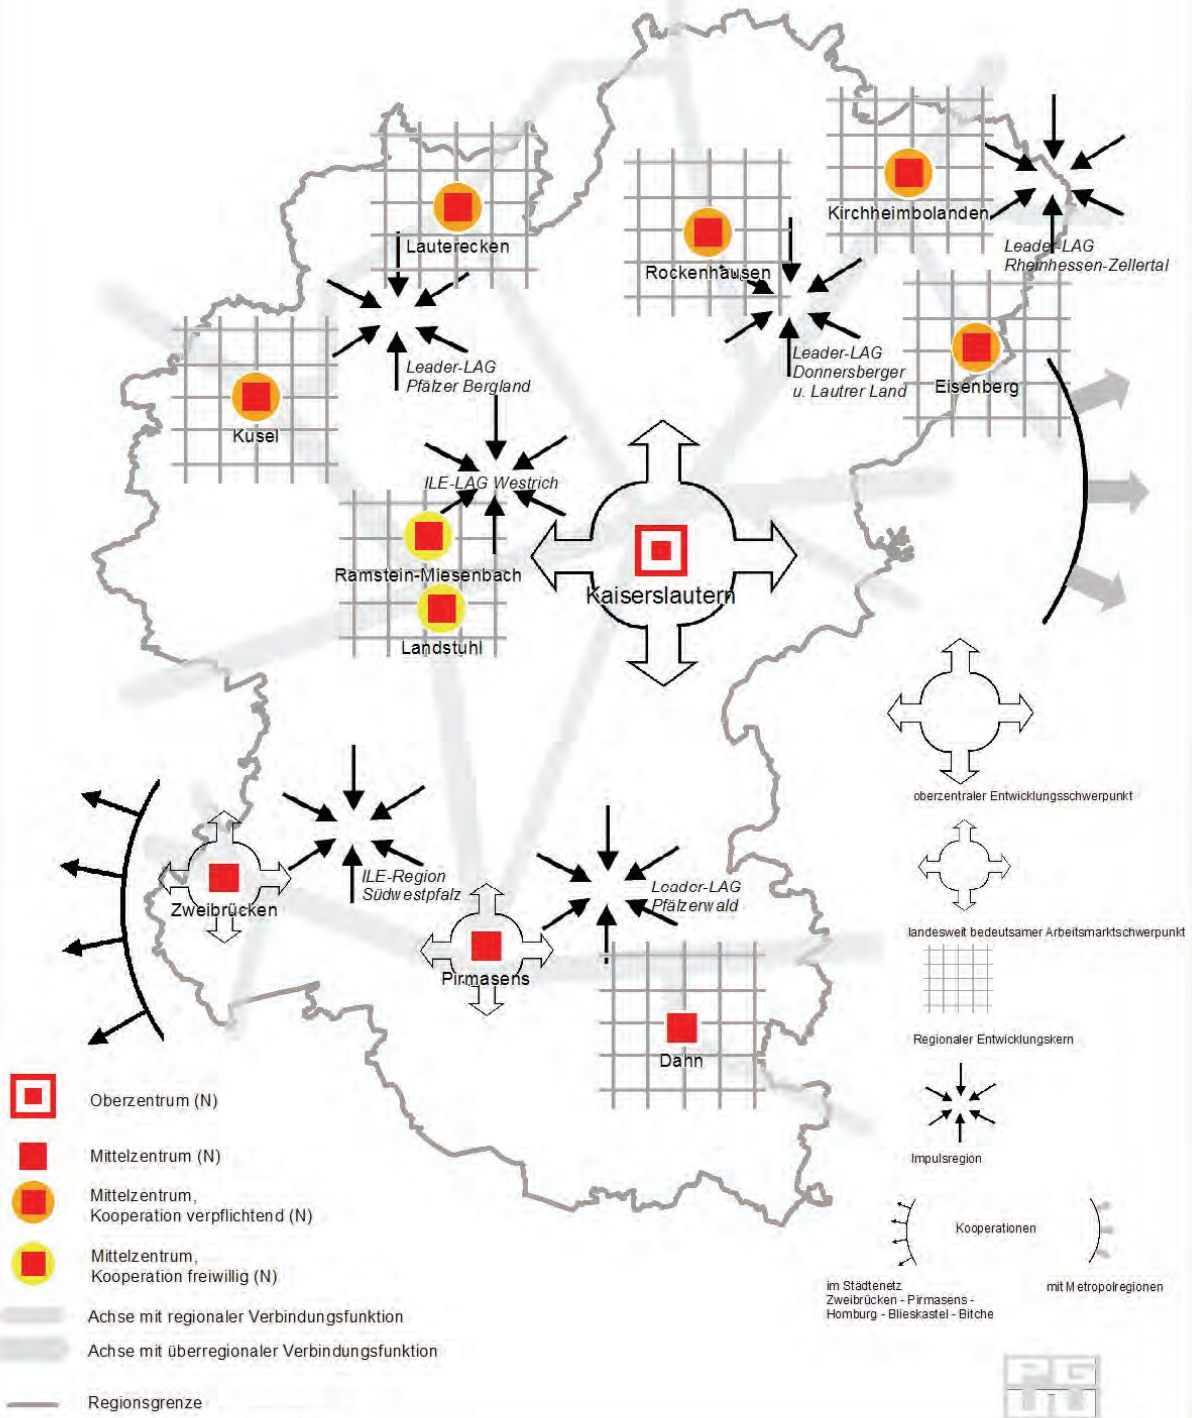 Kirchheimbolanden
Lauterecken
Rockenhausen
Leader-LAG
Rheinhessen-Zellertal
Leader-LAG
Pfälzer Bergland
Leader-LAG
Donnersberger
u. Lautrer Land
Eisenberg
Kusel
ILE-LAG Westrich
Ramstein-Miesenbach
Kaiserslautern
Landstuhl
oberzentraler Entwicklungsschwerpunkt
ILE-Region
Südwestpfalz
Leader-LAG
Pfälzerwald
Zweibrücken
landesweit bedeutsamer Arbeitsmarktschwerpunkt
Pirmasens
Dahn
Regionaler Entwicklungskern
Impulsregion
Kooperationen
im Städtenetz
Zweibrücken - Pirmasens -
Homburg - Blieskastel - Bitche
mit Metropolregionen
Oberzentrum (N)
Mittelzentrum (N)
Mittelzentrum,
Kooperation verpflichtend (N)
Mittelzentrum,
Kooperation freiwillig (N)
Achse mit regionaler Verbindungsfunktion
Achse mit überregionaler Verbindungsfunktion
Regionsgrenze